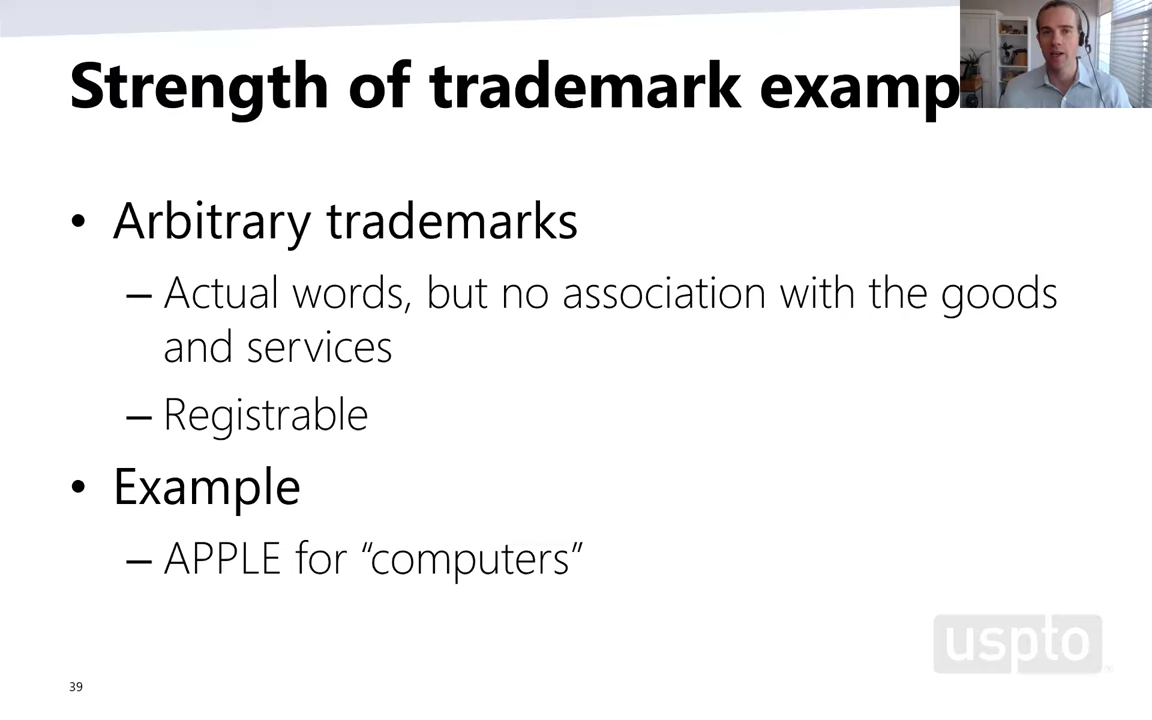 Strength of trademark examp
• Arbitrary trademarks
– Actual words, but no association with the goods
and services
– Registrable
• Example
– APPLE for “computers”
uspto
39